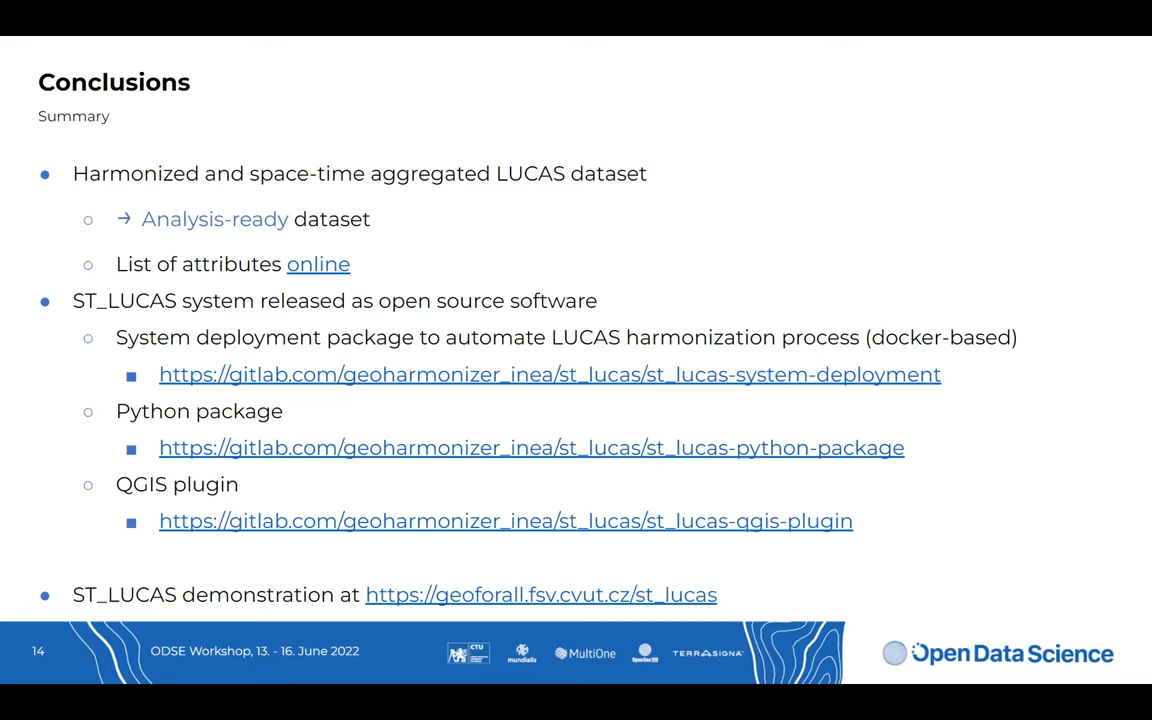 Conclusions
Summary
● Harmonized and space-time aggregated LUCAS dataset
○ → Analysis-ready dataset
○ List of attributes online
● ST_LUCAS system released as open source software
○ System deployment package to automate LUCAS harmonization process (docker-based)
■ https://gitlab.com/geoharmonizer_inea/st_lucas/st_lucas-system-deployment
○ Python package
■ https://gitlab.com/geoharmonizer_inea/st_lucas/st_lucas-python-package
○ QGIS plugin
■ https://gitlab.com/geoharmonizer_inea/st_lucas/st_lucas-qgis-plugin
● ST_LUCAS demonstration at https://geoforall.fsv.cvut.cz/st_lucas
14
ODSE Workshop, 13. - 16. June 2022
CTU
mundialis
MultiOne
TERRASIGNA
Open Data Science